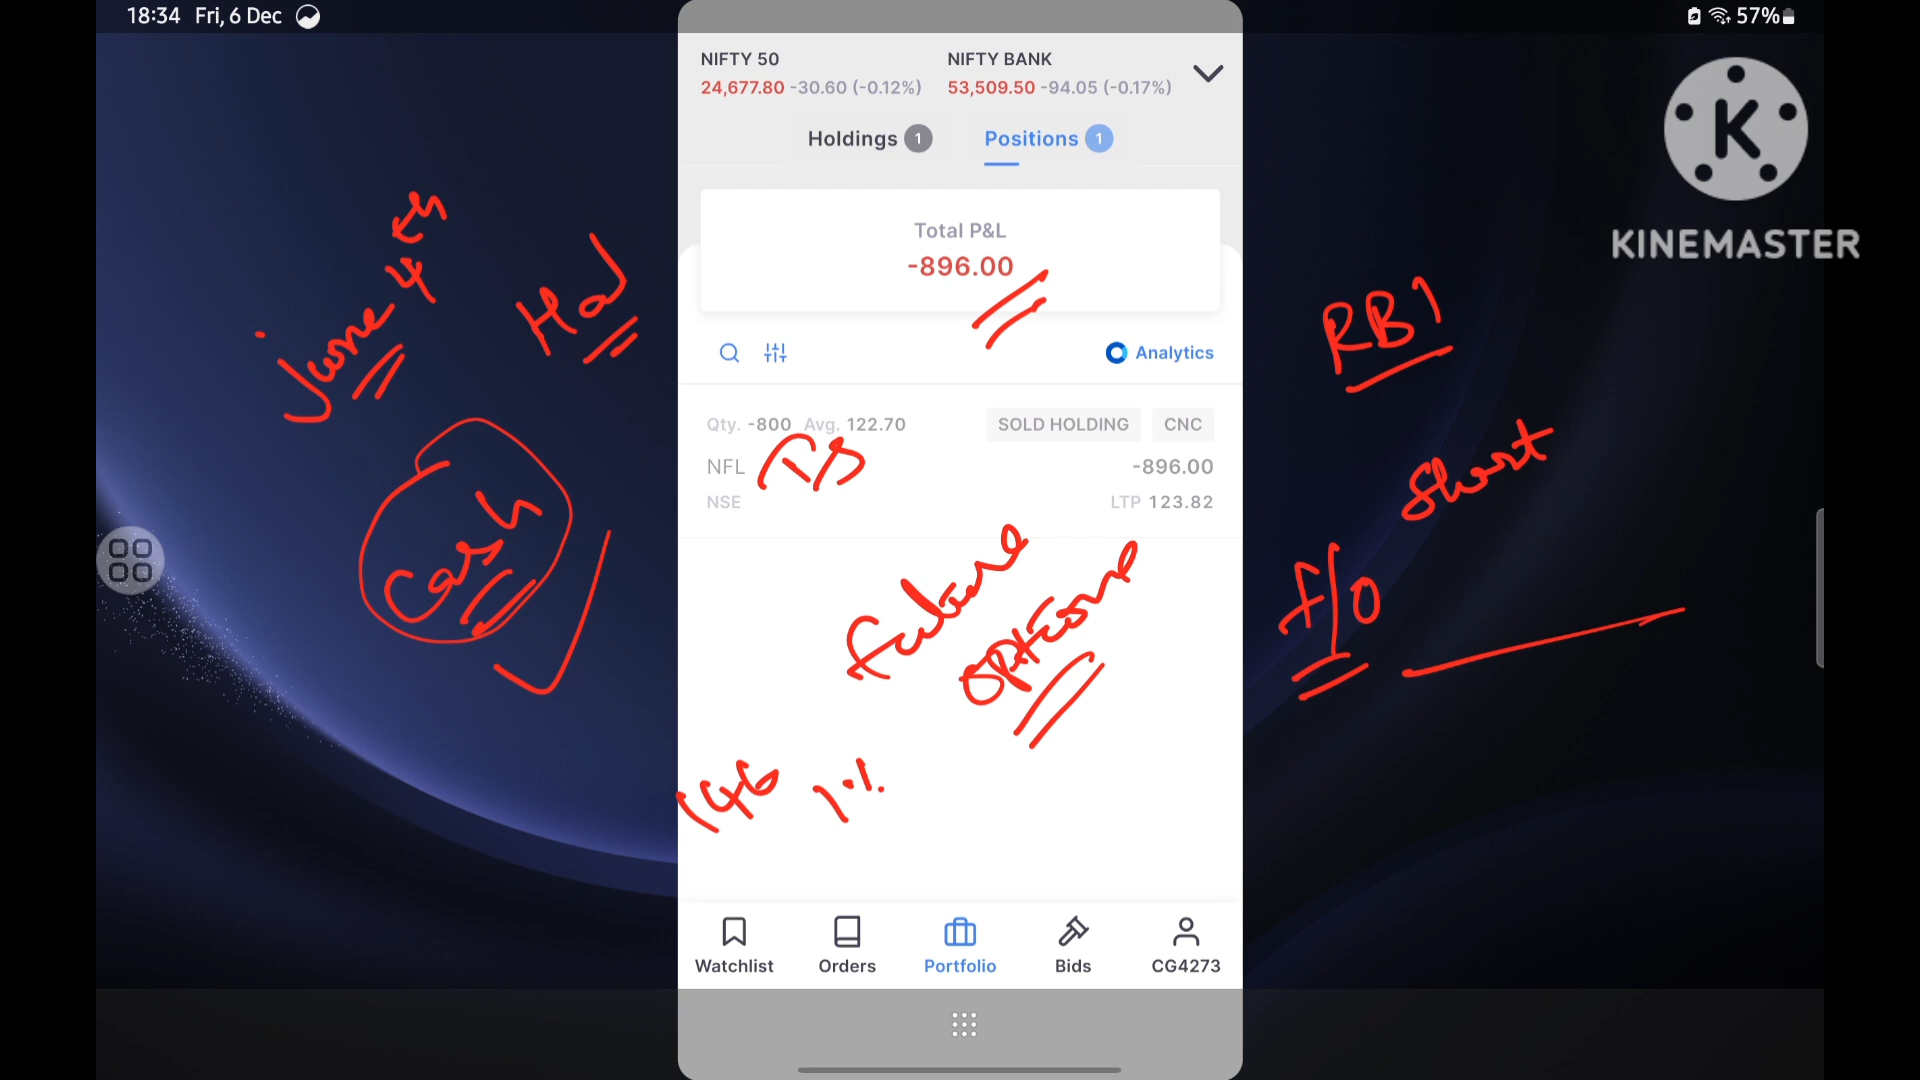 18:34 Fri, 6 Dec
57%
NIFTY 50
24,677.80 -30.60 (-0.12%)
NIFTY BANK
53,509.50 -94.05 (-0.17%)
K
KINEMASTER
Holdings 1
Positions 1
Total P&L
-896.00
Analytics
Qty. -800 Avg. 122.70
SOLD HOLDING CNC
NFL
-896.00
NSE
LTP 123.82
June 4th
Hal
Cash
RBI
Short
F/O
Future
options
146 1%
Watchlist
Orders
Portfolio
Bids
CG4273